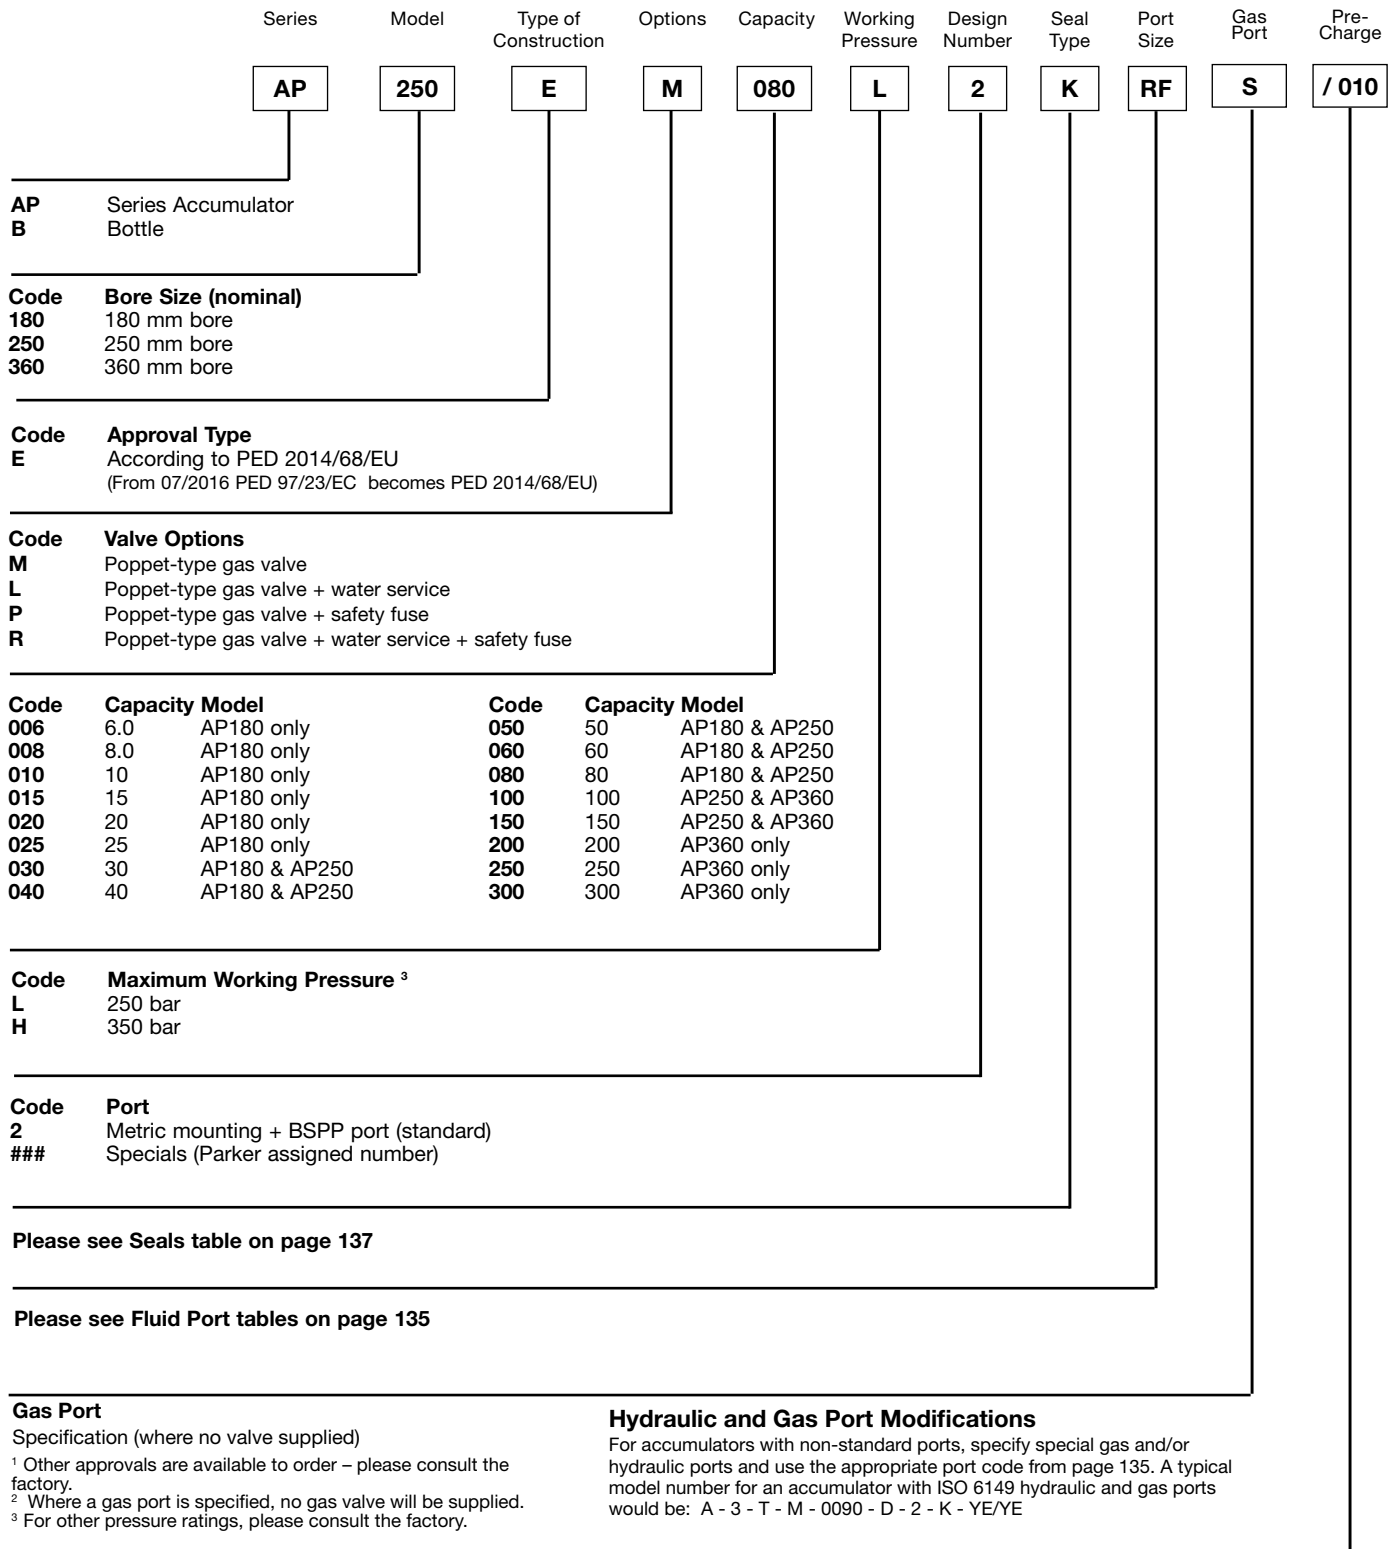 Series Model Type of Construction Options Capacity Working Pressure Design Number Seal Type Port Size Gas Port Pre-Charge
AP 250 E M 080 L 2 K RF S / 010
AP Series Accumulator
B Bottle
Code Bore Size (nominal)
180 180 mm bore
250 250 mm bore
360 360 mm bore
Code Approval Type
E According to PED 2014/68/EU
(From 07/2016 PED 97/23/EC becomes PED 2014/68/EU)
Code Valve Options
M Poppet-type gas valve
L Poppet-type gas valve + water service
P Poppet-type gas valve + safety fuse
R Poppet-type gas valve + water service + safety fuse
Code Capacity Model Code Capacity Model
006 6.0 AP180 only 050 50 AP180 & AP250
008 8.0 AP180 only 060 60 AP180 & AP250
010 10 AP180 only 080 80 AP180 & AP250
015 15 AP180 only 100 100 AP250 & AP360
020 20 AP180 only 150 150 AP250 & AP360
025 25 AP180 only 200 200 AP360 only
030 30 AP180 & AP250 250 250 AP360 only
040 40 AP180 & AP250 300 300 AP360 only
Code Maximum Working Pressure ³
L 250 bar
H 350 bar
Code Port
2 Metric mounting + BSPP port (standard)
### Specials (Parker assigned number)
Please see Seals table on page 137
Please see Fluid Port tables on page 135
Gas Port
Specification (where no valve supplied)
¹ Other approvals are available to order – please consult the
factory.
² Where a gas port is specified, no gas valve will be supplied.
³ For other pressure ratings, please consult the factory.
Hydraulic and Gas Port Modifications
For accumulators with non-standard ports, specify special gas and/or
hydraulic ports and use the appropriate port code from page 135. A typical
model number for an accumulator with ISO 6149 hydraulic and gas ports
would be: A - 3 - T - M - 0090 - D - 2 - K - YE/YE